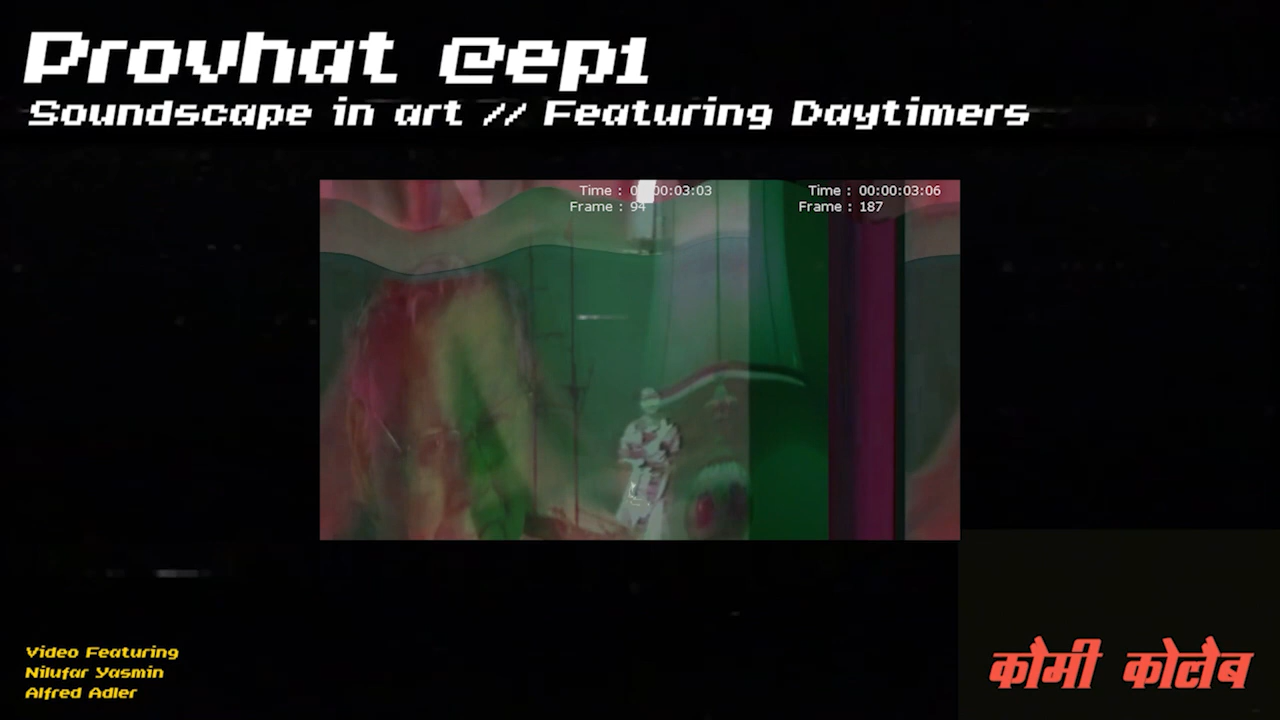 Provhat @ep1
Soundscape in art // Featuring Daytimers
Time : 00:00:03:06
Frame : 94
Frame : 187
Video Featuring
Nilufar Yasmin
Alfred Adler
कौमी कोलैब